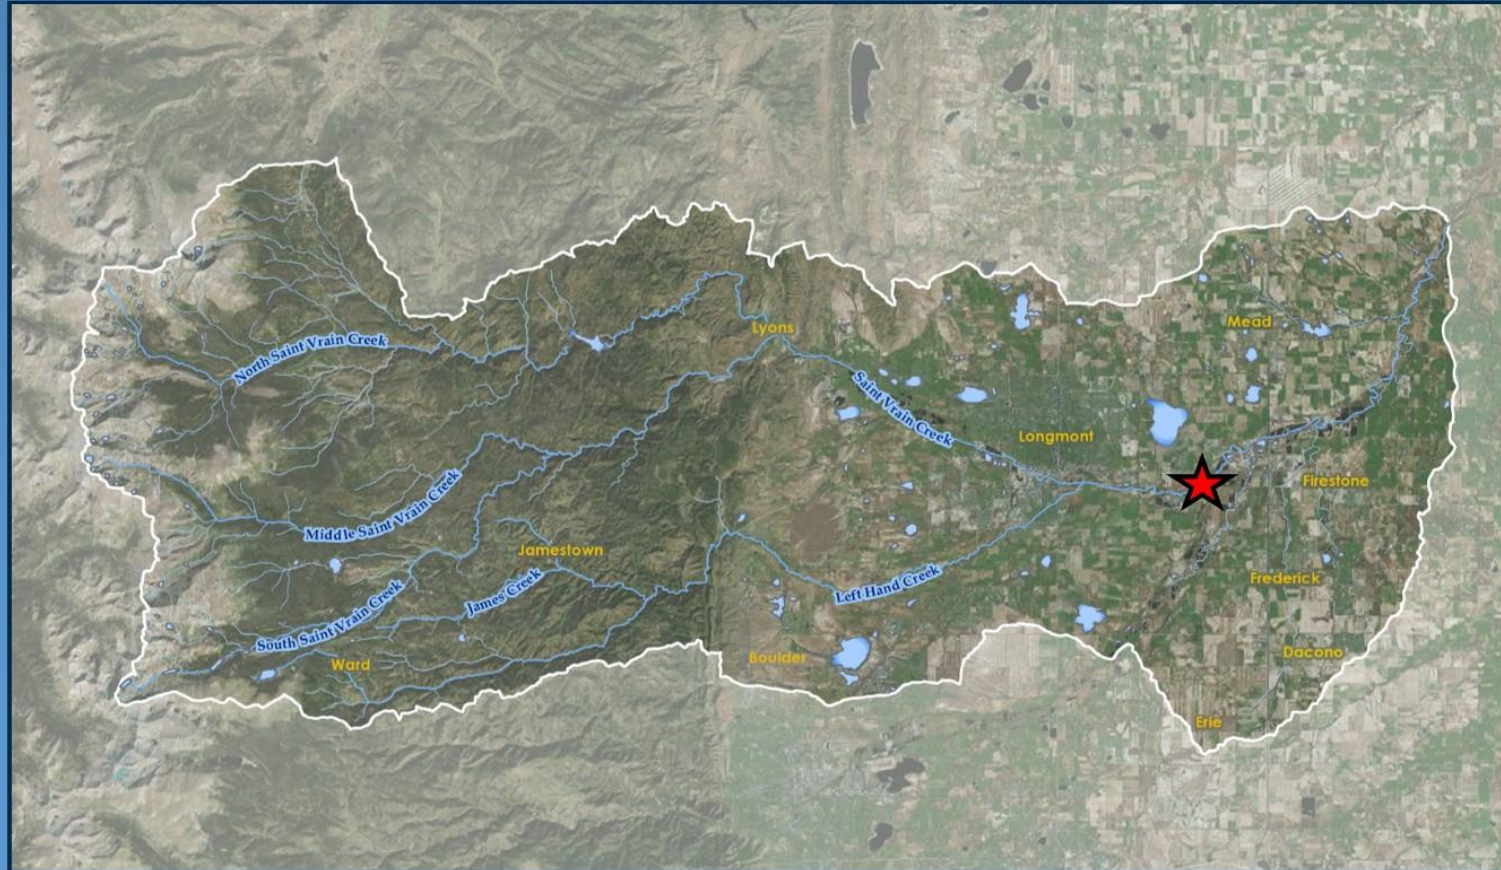 Lyons
Mead
North Saint Vrain Creek
Saint Vrain Creek
Longmont
Firestone
Middle Saint Vrain Creek
Jamestown
James Creek
Left Hand Creek
Frederick
South Saint Vrain Creek
Ward
Boulder
Dacono
Erie